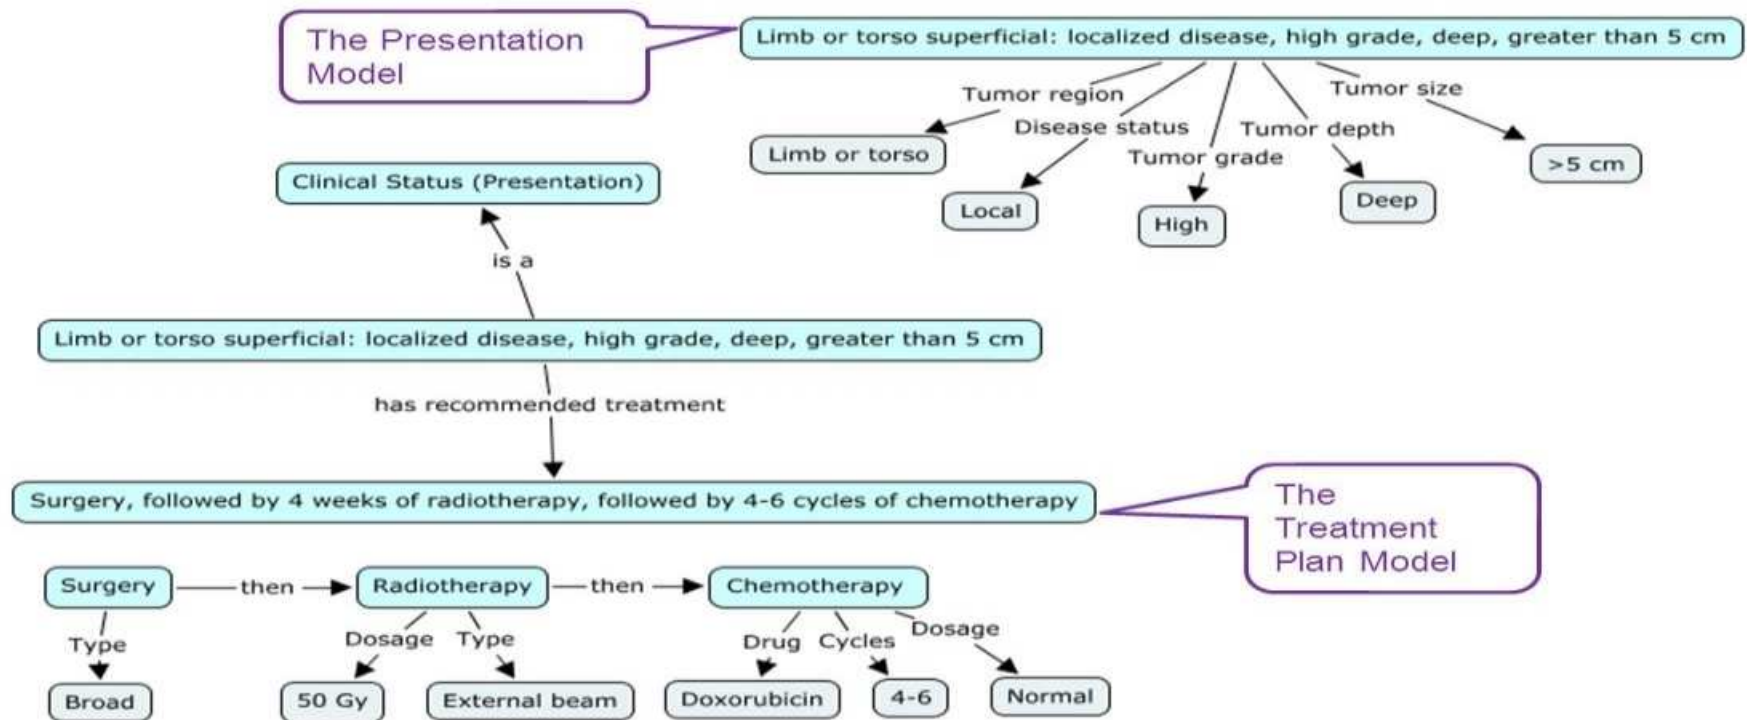 The Presentation
Model
Limb or torso superficial: localized disease, high grade, deep, greater than 5 cm
Tumor region
Disease status
Tumor grade
Tumor depth
Tumor size
Limb or torso
Local
High
Deep
>5 cm
Clinical Status (Presentation)
is a
Limb or torso superficial: localized disease, high grade, deep, greater than 5 cm
has recommended treatment
Surgery, followed by 4 weeks of radiotherapy, followed by 4-6 cycles of chemotherapy
The
Treatment
Plan Model
Surgery
then
Radiotherapy
then
Chemotherapy
Type
Dosage
Type
Drug
Cycles
Dosage
Broad
50 Gy
External beam
Doxorubicin
4-6
Normal